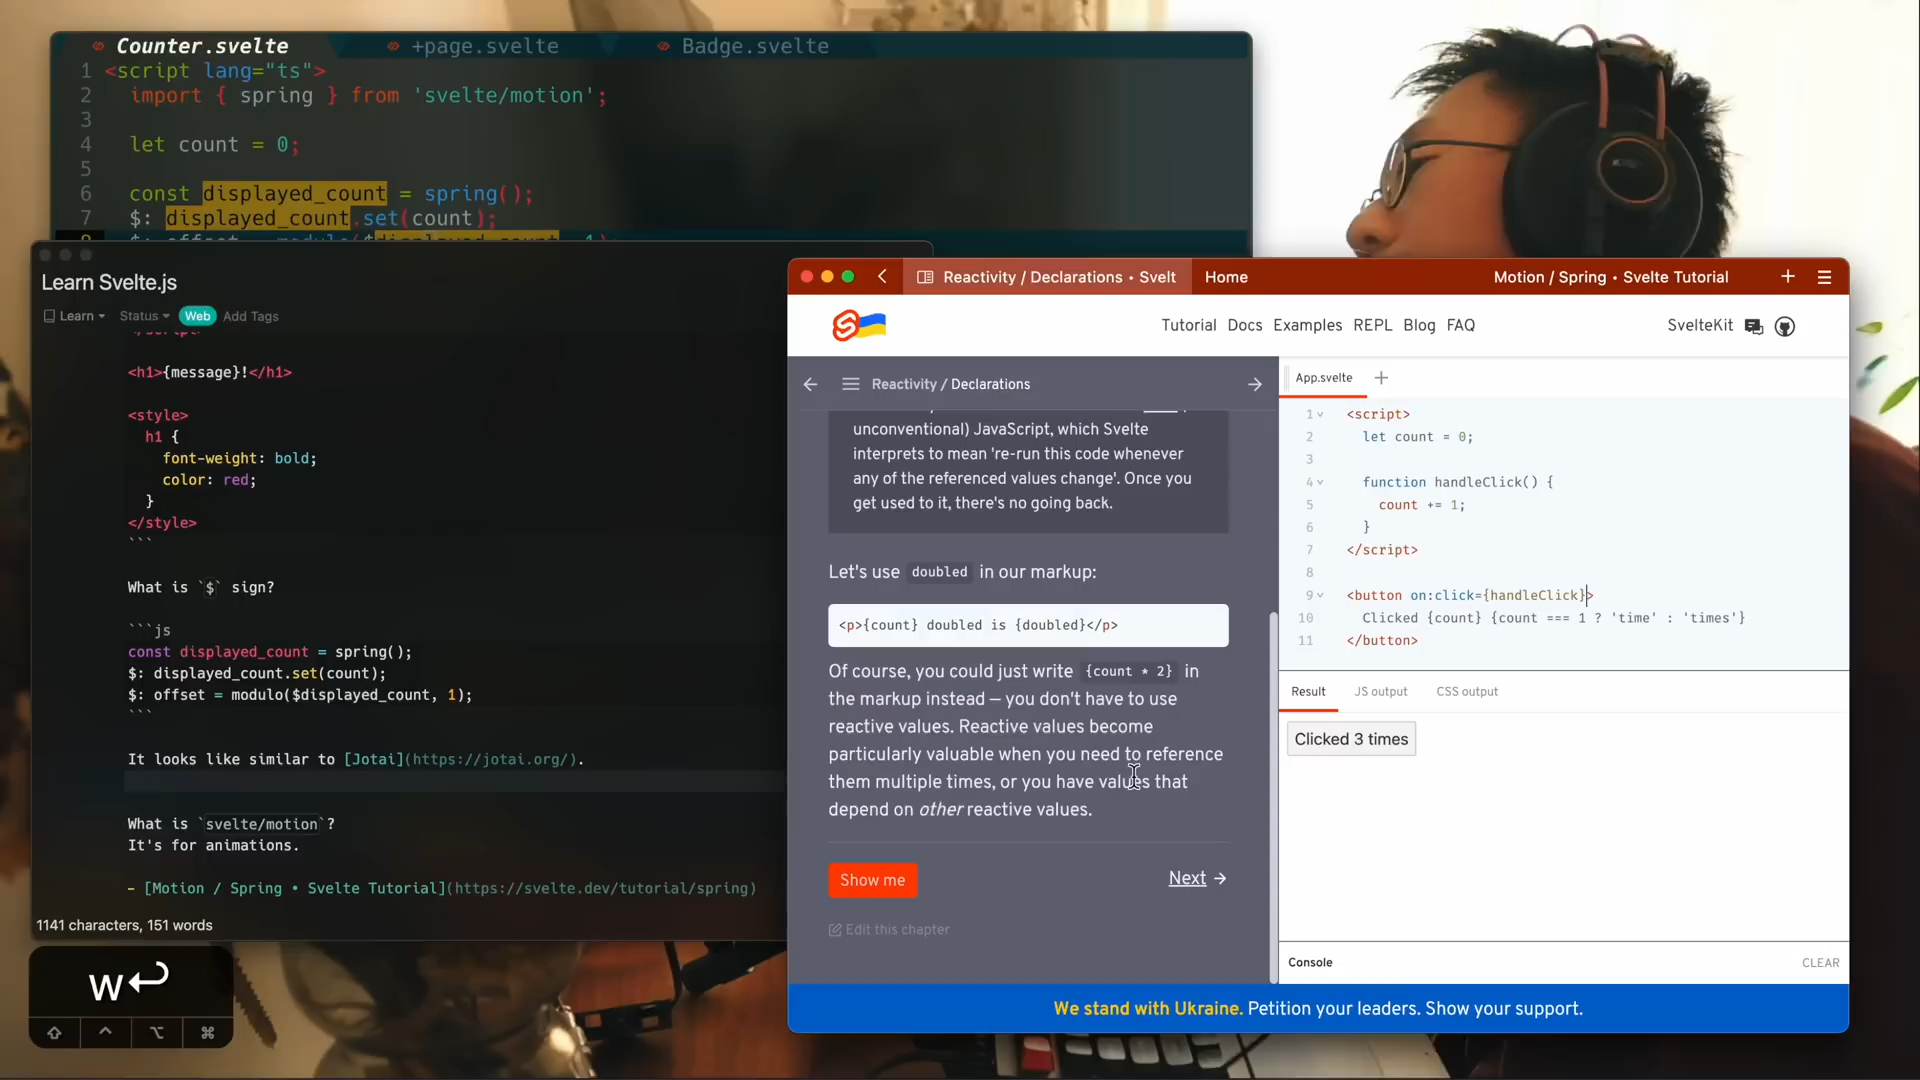 Counter.svelte
+page.svelte
Badge.svelte
1 <script lang="ts">
2 import { spring } from 'svelte/motion';
3
4 let count = 0;
5
6 const displayed_count = spring();
7 $: displayed_count.set(count);
Learn Svelte.js
Learn
Status
Web
Add Tags
<h1>{message}!</h1>
<style>
h1 {
font-weight: bold;
color: red;
}
</style>
```
What is `$` sign?
```js
const displayed_count = spring();
$: displayed_count.set(count);
$: offset = modulo($displayed_count, 1);
```
It looks like similar to [Jotai](https://jotai.org/).
What is `svelte/motion`?
It's for animations.
- [Motion / Spring • Svelte Tutorial](https://svelte.dev/tutorial/spring)
1141 characters, 151 words
w
Reactivity / Declarations • Svelt
Home
Motion / Spring • Svelte Tutorial
Tutorial
Docs
Examples
REPL
Blog
FAQ
SvelteKit
Reactivity / Declarations
unconventional) JavaScript, which Svelte
interprets to mean 're-run this code whenever
any of the referenced values change'. Once you
get used to it, there's no going back.
Let's use doubled in our markup:
<p>{count} doubled is {doubled}</p>
Of course, you could just write {count * 2} in
the markup instead — you don't have to use
reactive values. Reactive values become
particularly valuable when you need to reference
them multiple times, or you have values that
depend on other reactive values.
Show me
Next →
Edit this chapter
App.svelte
1 <script>
2 let count = 0;
3
4 function handleClick() {
5 count += 1;
6 }
7 </script>
8
9 <button on:click={handleClick}>
10 Clicked {count} {count === 1 ? 'time' : 'times'}
11 </button>
Result
JS output
CSS output
Clicked 3 times
Console
CLEAR
We stand with Ukraine. Petition your leaders. Show your support.